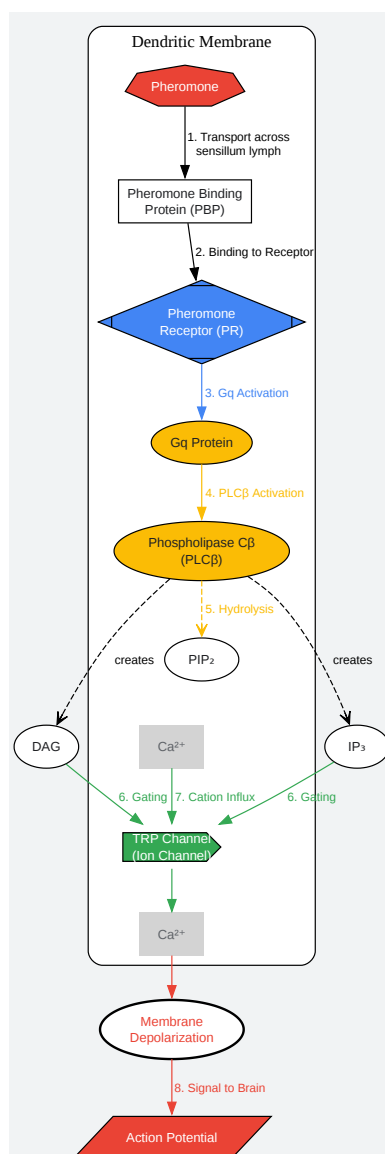 Dendritic Membrane
Pheromone
1. Transport across
sensillum lymph
Pheromone Binding
Protein (PBP)
2. Binding to Receptor
Pheromone
Receptor (PR)
3. Gq Activation
Gq Protein
4. PLCβ Activation
Phospholipase Cβ
(PLCβ)
5. Hydrolysis
creates
PIP₂
creates
DAG
Ca²⁺
IP₃
6. Gating
7. Cation Influx
6. Gating
TRP Channel
(Ion Channel)
Ca²⁺
Membrane
Depolarization
8. Signal to Brain
Action Potential